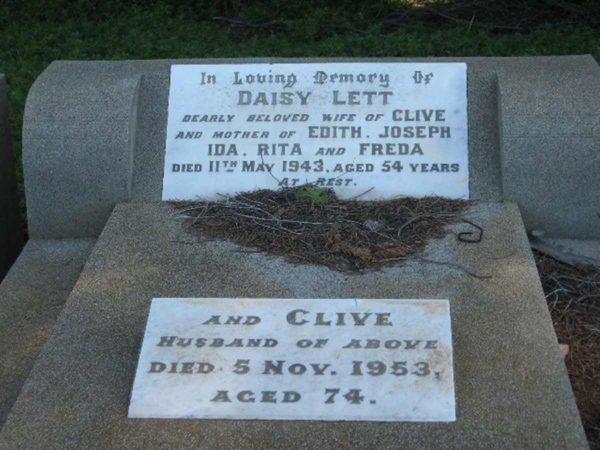 In Loving Memory Of
DAISY LETT
DEARLY BELOVED WIFE OF CLIVE
AND MOTHER OF EDITH, JOSEPH
IDA, RITA AND FREDA
DIED 11TH MAY 1943, AGED 54 YEARS
AT REST.
AND CLIVE
HUSBAND OF ABOVE
DIED 5 NOV. 1953,
AGED 74.